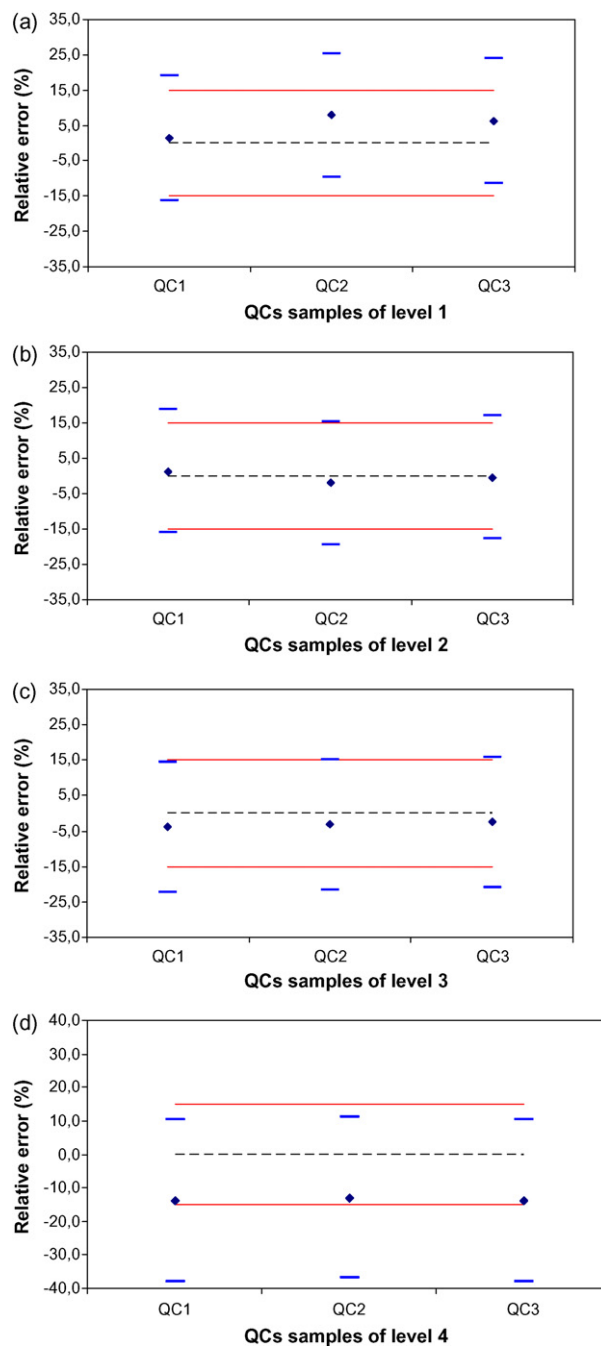 (a)
Relative error (%)
35,0
25,0
15,0
5,0
-5,0
-15,0
-25,0
-35,0
QC1 QC2 QC3
QCs samples of level 1
(b)
Relative error (%)
35,0
25,0
15,0
5,0
-5,0
-15,0
-25,0
-35,0
QC1 QC2 QC3
QCs samples of level 2
(c)
Relative error (%)
35,0
25,0
15,0
5,0
-5,0
-15,0
-25,0
-35,0
QC1 QC2 QC3
QCs samples of level 3
(d)
Relative error (%)
40,0
30,0
20,0
10,0
0,0
-10,0
-20,0
-30,0
-40,0
QC1 QC2 QC3
QCs samples of level 4